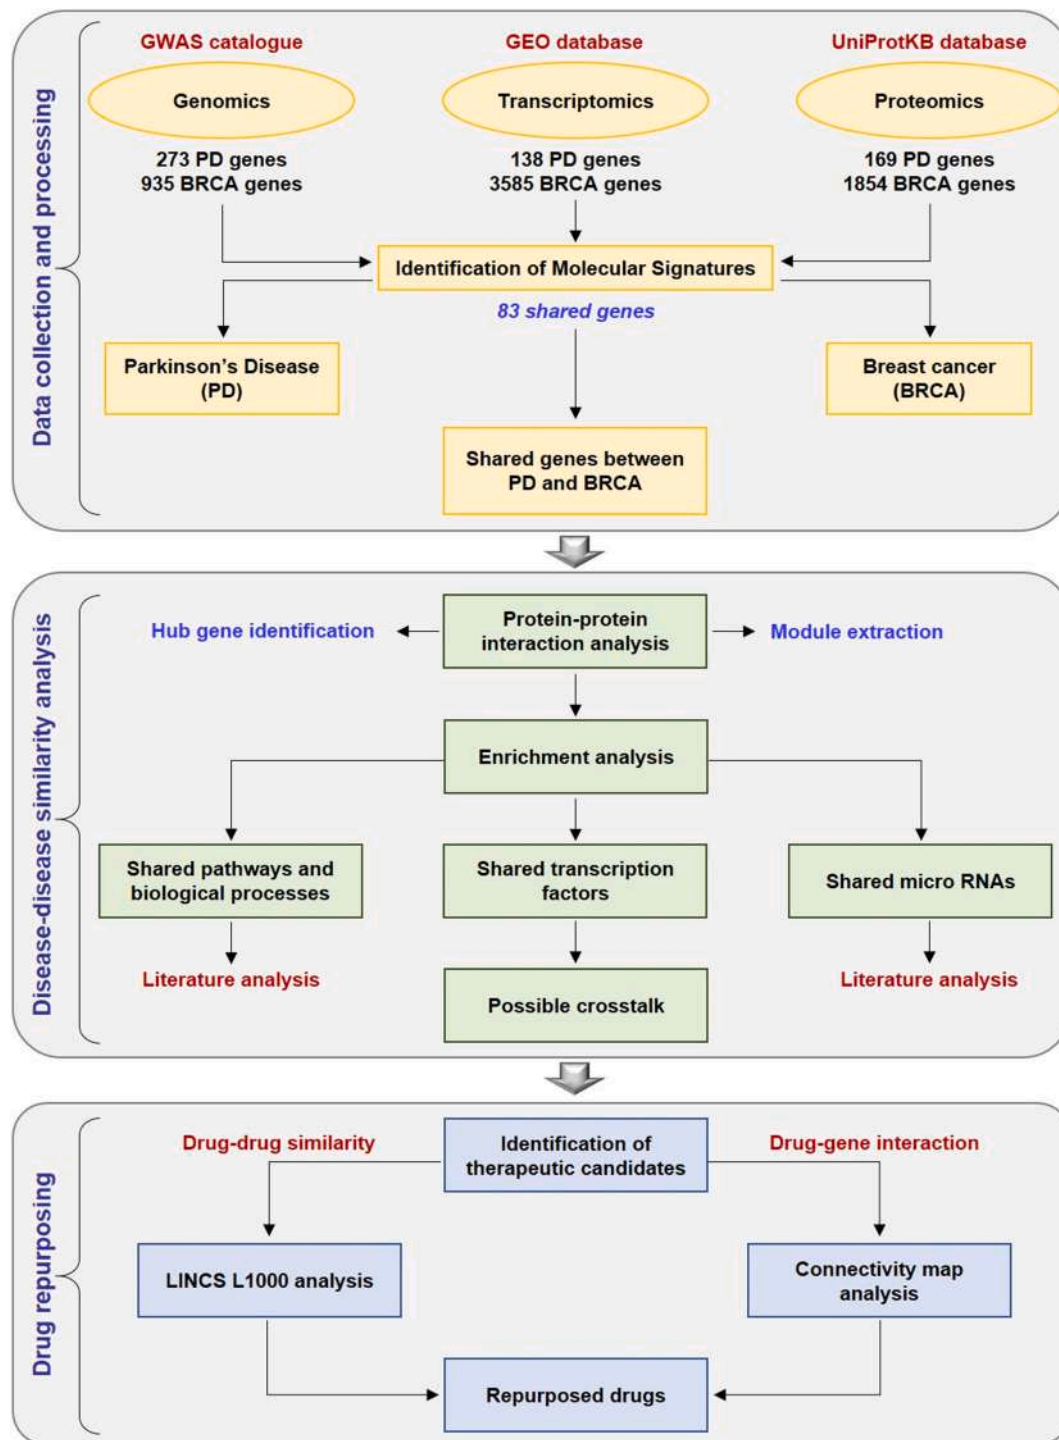 Data collection and processing
GWAS catalogue
GEO database
UniProtKB database
Genomics
Transcriptomics
Proteomics
273 PD genes
935 BRCA genes
138 PD genes
3585 BRCA genes
169 PD genes
1854 BRCA genes
Identification of Molecular Signatures
83 shared genes
Parkinson's Disease
(PD)
Breast cancer
(BRCA)
Shared genes between
PD and BRCA
Disease-disease similarity analysis
Hub gene identification
Protein-protein
interaction analysis
Module extraction
Enrichment analysis
Shared pathways and
biological processes
Shared transcription
factors
Shared micro RNAs
Literature analysis
Possible crosstalk
Literature analysis
Drug repurposing
Drug-drug similarity
Identification of
therapeutic candidates
Drug-gene interaction
LINCS L1000 analysis
Connectivity map
analysis
Repurposed drugs